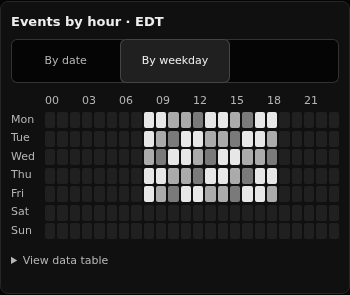 Events by hour · EDT
By date By weekday
00 03 06 09 12 15 18 21
Mon
Tue
Wed
Thu
Fri
Sat
Sun
▶ View data table